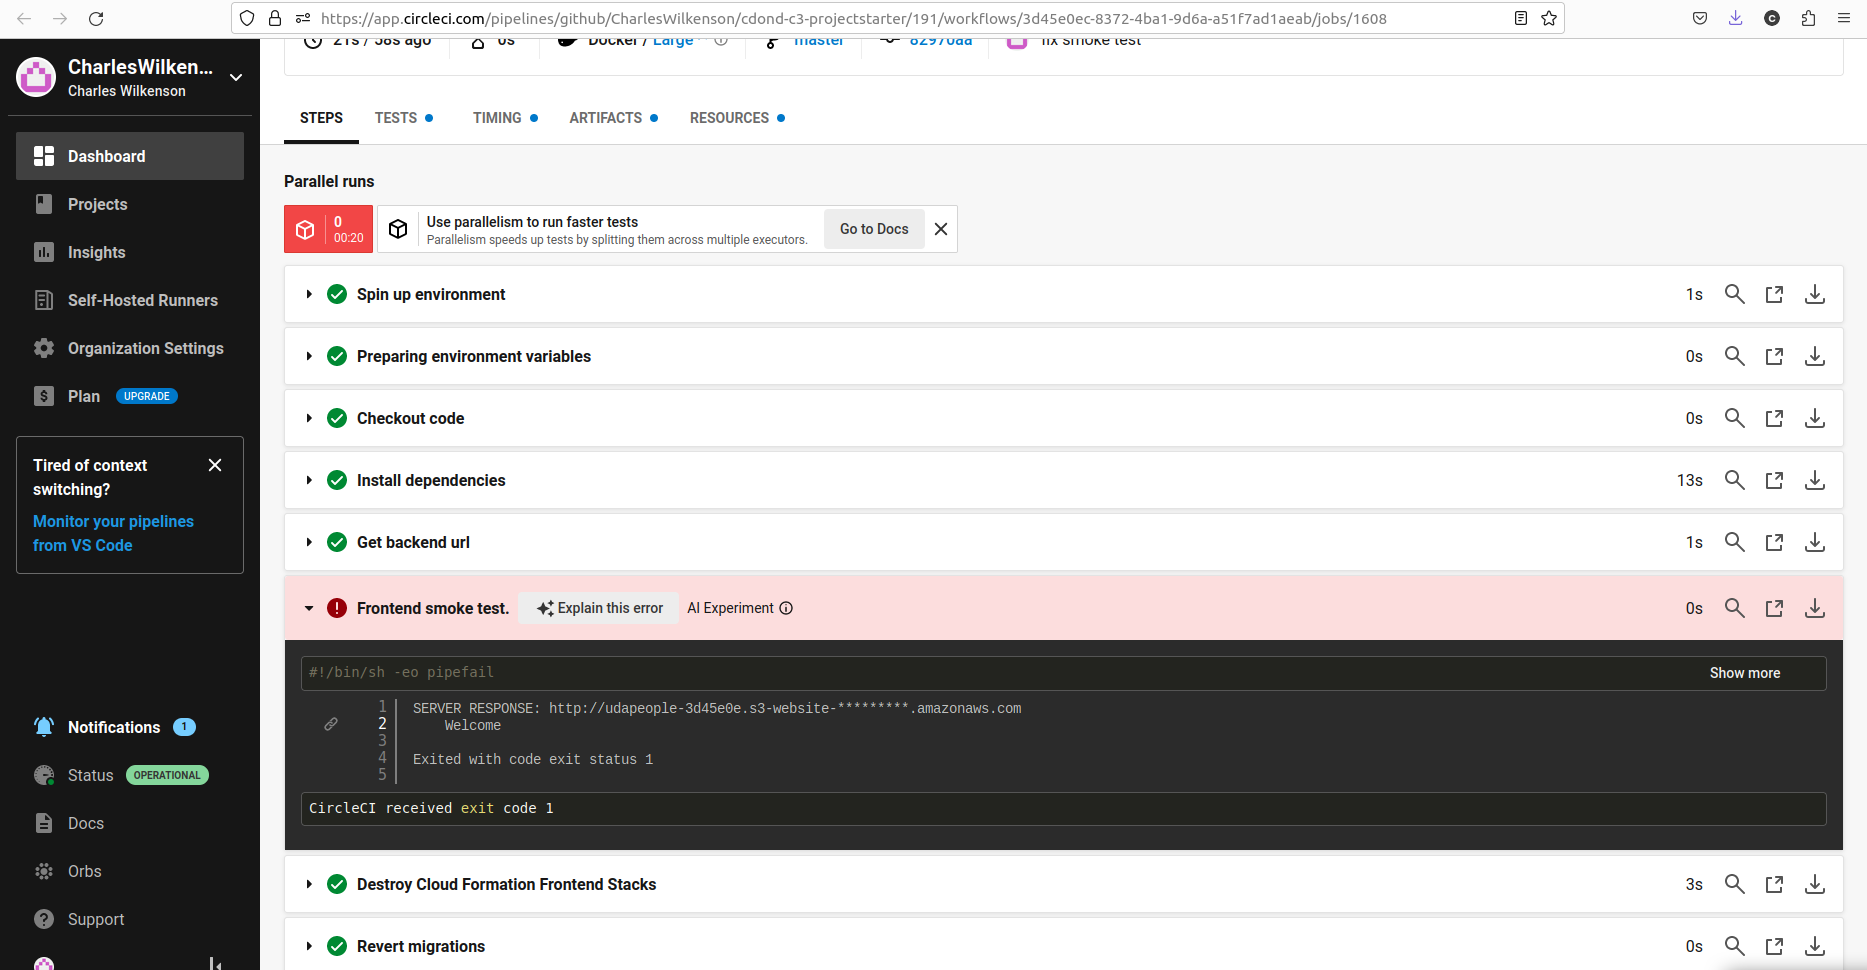 https://app.circleci.com/pipelines/github/CharlesWilkenson/cdond-c3-projectstarter/191/workflows/3d45e0ec-8372-4ba1-9d6a-a51f7ad1aeab/jobs/1608
C
CharlesWilken...
Charles Wilkenson
Dashboard
Projects
Insights
Self-Hosted Runners
Organization Settings
Plan UPGRADE
Tired of context
switching?
Monitor your pipelines
from VS Code
Notifications 1
Status OPERATIONAL
Docs
Orbs
Support
21s / 58s ago 0s Docker / Large master 82970aa fix smoke test
STEPS TESTS TIMING ARTIFACTS RESOURCES
Parallel runs
0
00:20
Use parallelism to run faster tests
Parallelism speeds up tests by splitting them across multiple executors.
Go to Docs
Spin up environment 1s
Preparing environment variables 0s
Checkout code 0s
Install dependencies 13s
Get backend url 1s
Frontend smoke test. Explain this error AI Experiment 0s
#!/bin/sh -eo pipefail Show more
1 SERVER RESPONSE: http://udapeople-3d45e0e.s3-website-*********.amazonaws.com
2 Welcome
3
4 Exited with code exit status 1
5
CircleCI received exit code 1
Destroy Cloud Formation Frontend Stacks 3s
Revert migrations 0s